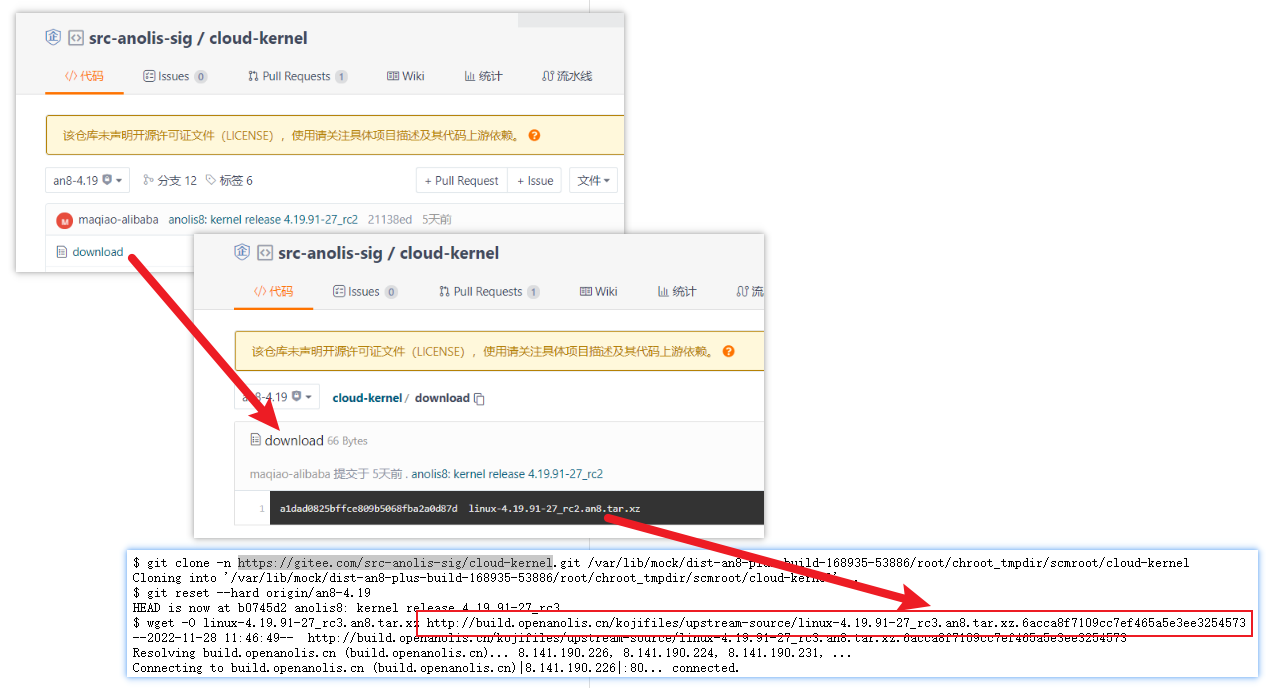 src-anolis-sig / cloud-kernel
代码 Issues 0 Pull Requests 1 Wiki 统计 流水线
该仓库未声明开源许可证文件（LICENSE），使用请关注具体项目描述及其代码上游依赖。
an8-4.19 分支 12 标签 6 + Pull Request + Issue 文件
maqiao-alibaba anolis8: kernel release 4.19.91-27_rc2 21138ed 5天前
download
src-anolis-sig / cloud-kernel
代码 Issues 0 Pull Requests 1 Wiki 统计 流
该仓库未声明开源许可证文件（LICENSE），使用请关注具体项目描述及其代码上游依赖。
an8-4.19 cloud-kernel / download
download 66 Bytes
maqiao-alibaba 提交于 5天前 . anolis8: kernel release 4.19.91-27_rc2
1 a1dad0825bffce809b5068fba2a0d87d linux-4.19.91-27_rc2.an8.tar.xz
$ git clone -n https://gitee.com/src-anolis-sig/cloud-kernel.git /var/lib/mock/dist-an8-plus-build-168935-53886/root/chroot_tmpdir/scmroot/cloud-kernel
Cloning into '/var/lib/mock/dist-an8-plus-build-168935-53886/root/chroot_tmpdir/scmroot/cloud-kernel'...
$ git reset --hard origin/an8-4.19
HEAD is now at b0745d2 anolis8: kernel release 4.19.91-27_rc3
$ wget -O linux-4.19.91-27_rc3.an8.tar.xz http://build.openanolis.cn/kojifiles/upstream-source/linux-4.19.91-27_rc3.an8.tar.xz.6acca8f7109cc7ef465a5e3ee3254573
--2022-11-28 11:46:49-- http://build.openanolis.cn/kojifiles/upstream-source/linux-4.19.91-27_rc3.an8.tar.xz.6acca8f7109cc7ef465a5e3ee3254573
Resolving build.openanolis.cn (build.openanolis.cn)... 8.141.190.226, 8.141.190.224, 8.141.190.231, ...
Connecting to build.openanolis.cn (build.openanolis.cn)|8.141.190.226|:80... connected.